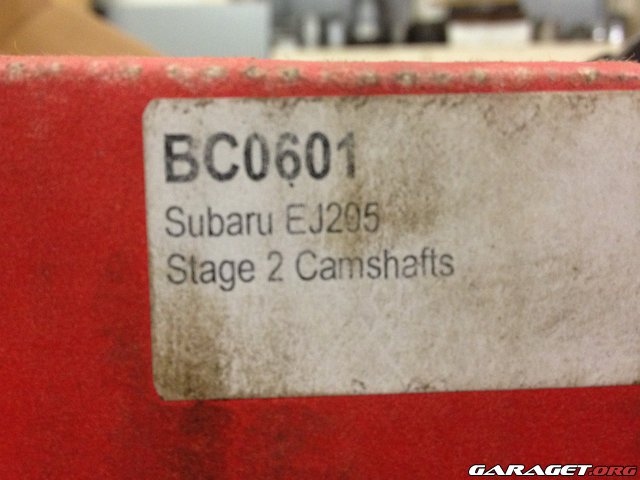 BC0601
Subaru EJ205
Stage 2 Camshafts
GARAGET.ORG